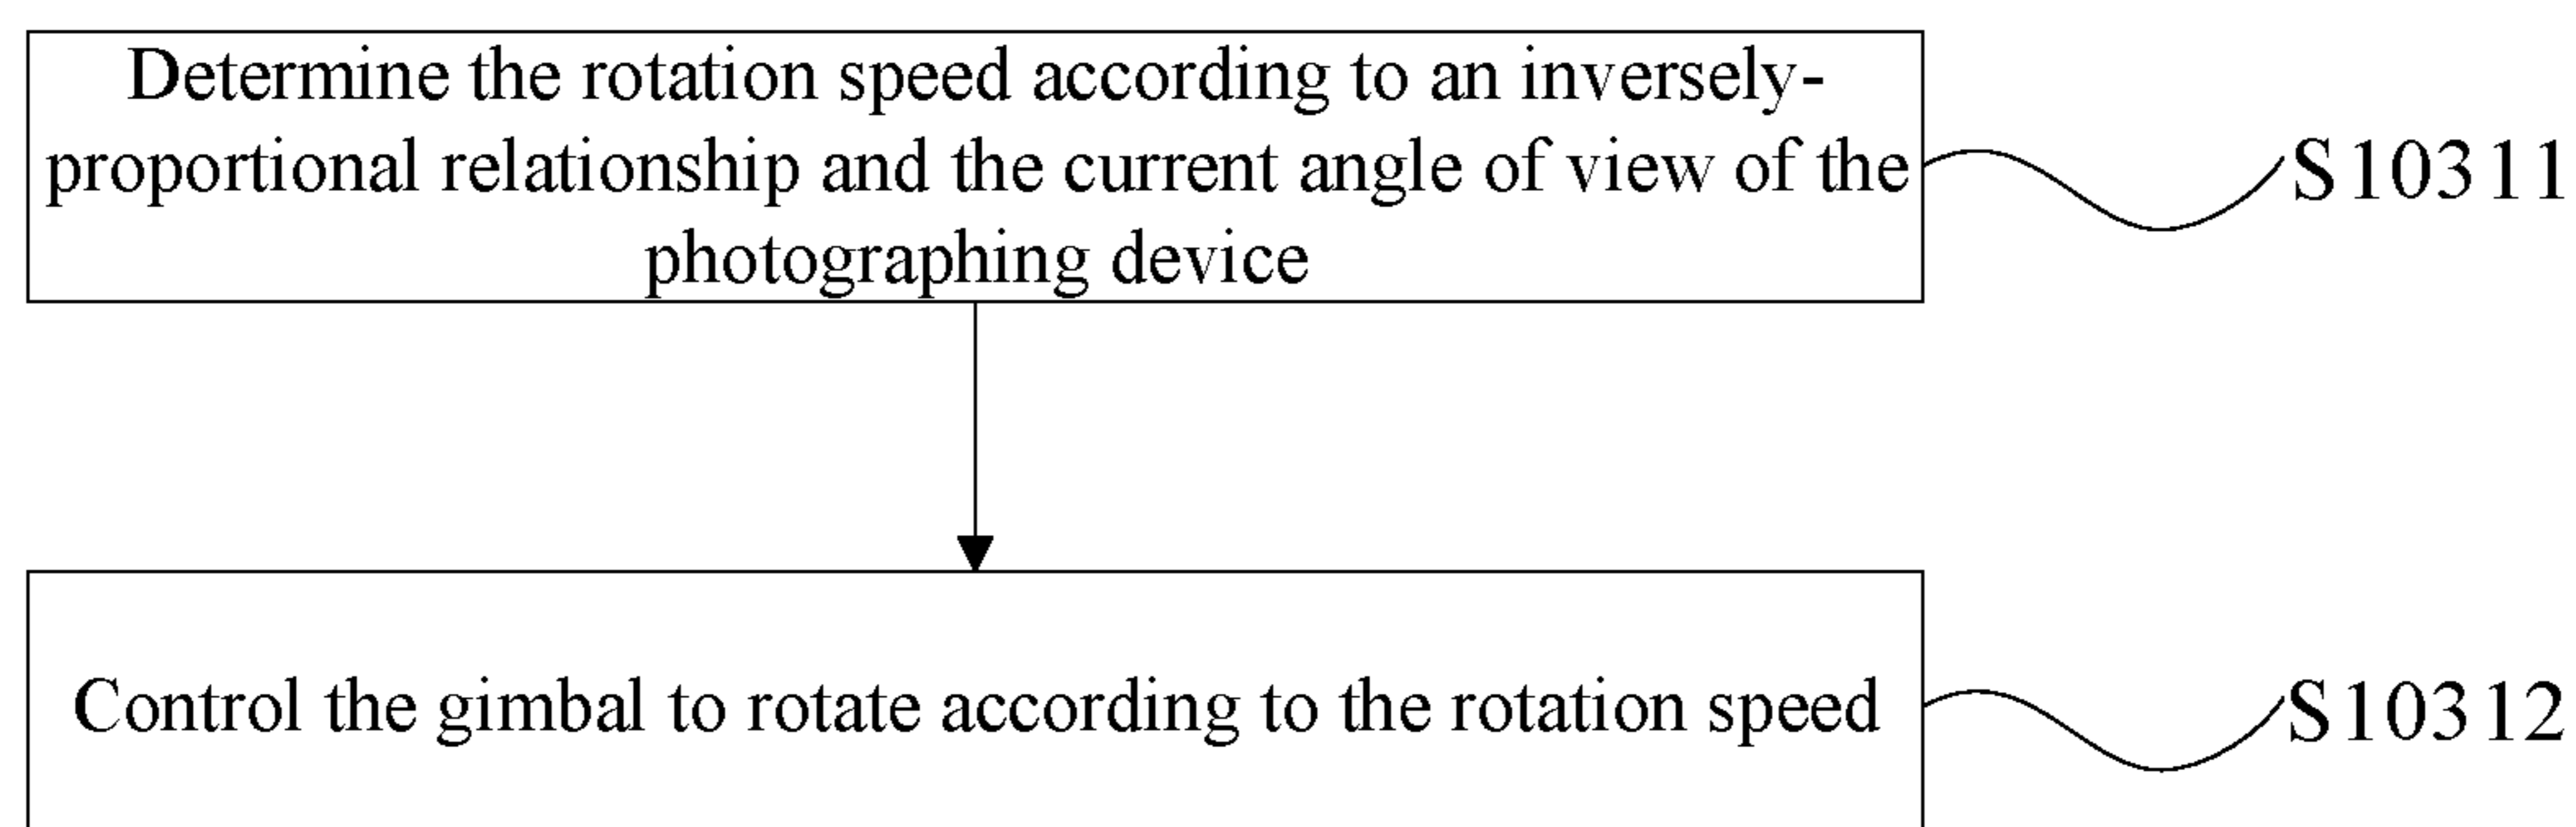 Determine the rotation speed according to an inversely-
proportional relationship and the current angle of view of the
photographing device
S10311
Control the gimbal to rotate according to the rotation speed
S10312